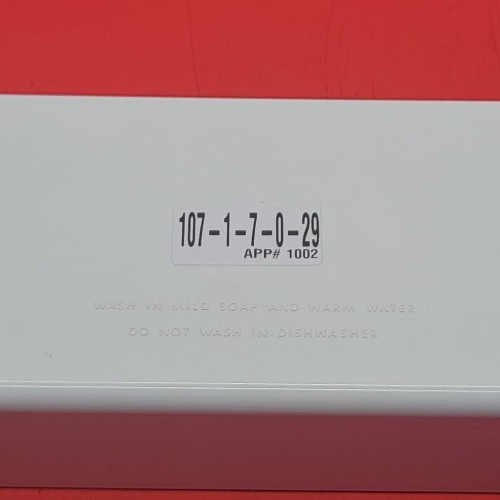 107-1-7-0-29
APP# 1002
WASH IN MILD SOAP AND WARM WATER
DO NOT WASH IN DISHWASHER